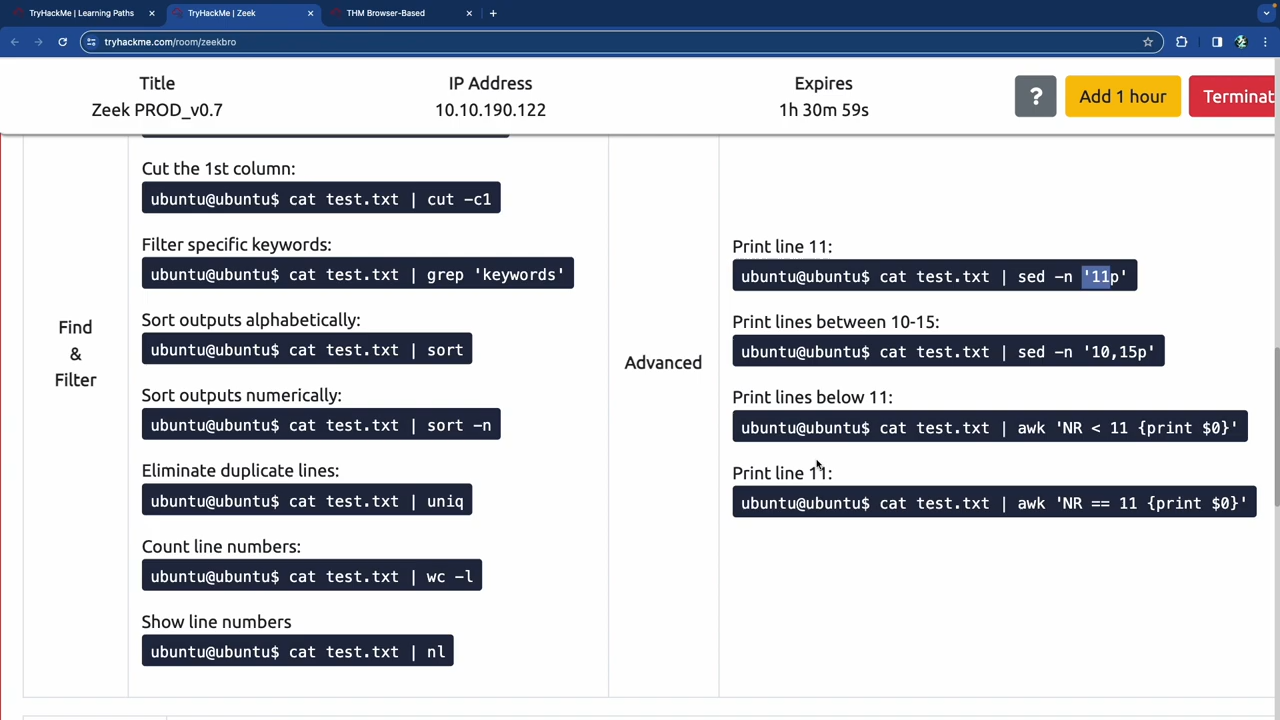 TryHackMe | Learning Paths
TryHackMe | Zeek
THM Browser-Based
tryhackme.com/room/zeekbro
Title
IP Address
Expires
Zeek PROD_v0.7
10.10.190.122
1h 30m 59s
?
Add 1 hour
Terminat
Find
&
Filter
Cut the 1st column:
ubuntu@ubuntu$ cat test.txt | cut -c1
Filter specific keywords:
ubuntu@ubuntu$ cat test.txt | grep 'keywords'
Sort outputs alphabetically:
ubuntu@ubuntu$ cat test.txt | sort
Sort outputs numerically:
ubuntu@ubuntu$ cat test.txt | sort -n
Eliminate duplicate lines:
ubuntu@ubuntu$ cat test.txt | uniq
Count line numbers:
ubuntu@ubuntu$ cat test.txt | wc -l
Show line numbers
ubuntu@ubuntu$ cat test.txt | nl
Advanced
Print line 11:
ubuntu@ubuntu$ cat test.txt | sed -n '11p'
Print lines between 10-15:
ubuntu@ubuntu$ cat test.txt | sed -n '10,15p'
Print lines below 11:
ubuntu@ubuntu$ cat test.txt | awk 'NR < 11 {print $0}'
Print line 11:
ubuntu@ubuntu$ cat test.txt | awk 'NR == 11 {print $0}'